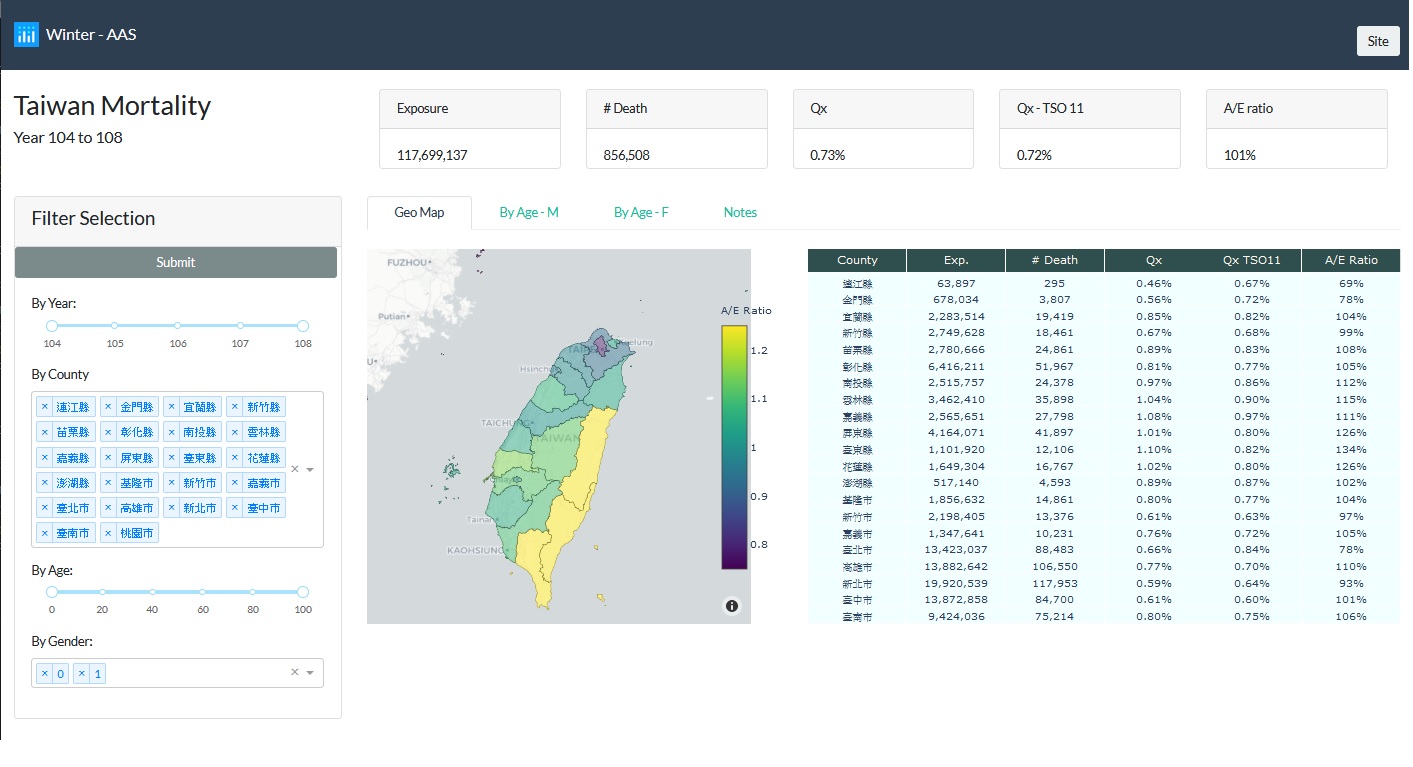 Winter - AAS
Site
Taiwan Mortality
Year 104 to 108
Exposure
117,699,137
# Death
856,508
Qx
0.73%
Qx - TSO 11
0.72%
A/E ratio
101%
Filter Selection
Submit
By Year:
104 105 106 107 108
By County
× 連江縣 × 金門縣 × 宜蘭縣 × 新竹縣
× 苗栗縣 × 彰化縣 × 南投縣 × 雲林縣
× 嘉義縣 × 屏東縣 × 臺東縣 × 花蓮縣
× 澎湖縣 × 基隆市 × 新竹市 × 嘉義市
× 臺北市 × 高雄市 × 新北市 × 臺中市
× 臺南市 × 桃園市
By Age:
0 20 40 60 80 100
By Gender:
× 0 × 1
Geo Map By Age - M By Age - F Notes
FUZHOU
Putian
TAIPEI
Keelung
Hsinchu
TAICHUNG
TAIWAN
Tainan
KAOHSIUNG
A/E Ratio
1.2
1.1
1
0.9
0.8
County Exp. # Death Qx Qx TSO11 A/E Ratio
連江縣 63,897 295 0.46% 0.67% 69%
金門縣 678,034 3,807 0.56% 0.72% 78%
宜蘭縣 2,283,514 19,419 0.85% 0.82% 104%
新竹縣 2,749,628 18,461 0.67% 0.68% 99%
苗栗縣 2,780,666 24,861 0.89% 0.83% 108%
彰化縣 6,416,211 51,967 0.81% 0.77% 105%
南投縣 2,515,757 24,378 0.97% 0.86% 112%
雲林縣 3,462,410 35,898 1.04% 0.90% 115%
嘉義縣 2,565,651 27,798 1.08% 0.97% 111%
屏東縣 4,164,071 41,897 1.01% 0.80% 126%
臺東縣 1,101,920 12,106 1.10% 0.82% 134%
花蓮縣 1,649,304 16,767 1.02% 0.80% 126%
澎湖縣 517,140 4,593 0.89% 0.87% 102%
基隆市 1,856,632 14,861 0.80% 0.77% 104%
新竹市 2,198,405 13,376 0.61% 0.63% 97%
嘉義市 1,347,641 10,231 0.76% 0.72% 105%
臺北市 13,423,037 88,483 0.66% 0.84% 78%
高雄市 13,882,642 106,550 0.77% 0.70% 110%
新北市 19,920,539 117,953 0.59% 0.64% 93%
臺中市 13,872,858 84,700 0.61% 0.60% 101%
臺南市 9,424,036 75,214 0.80% 0.75% 106%